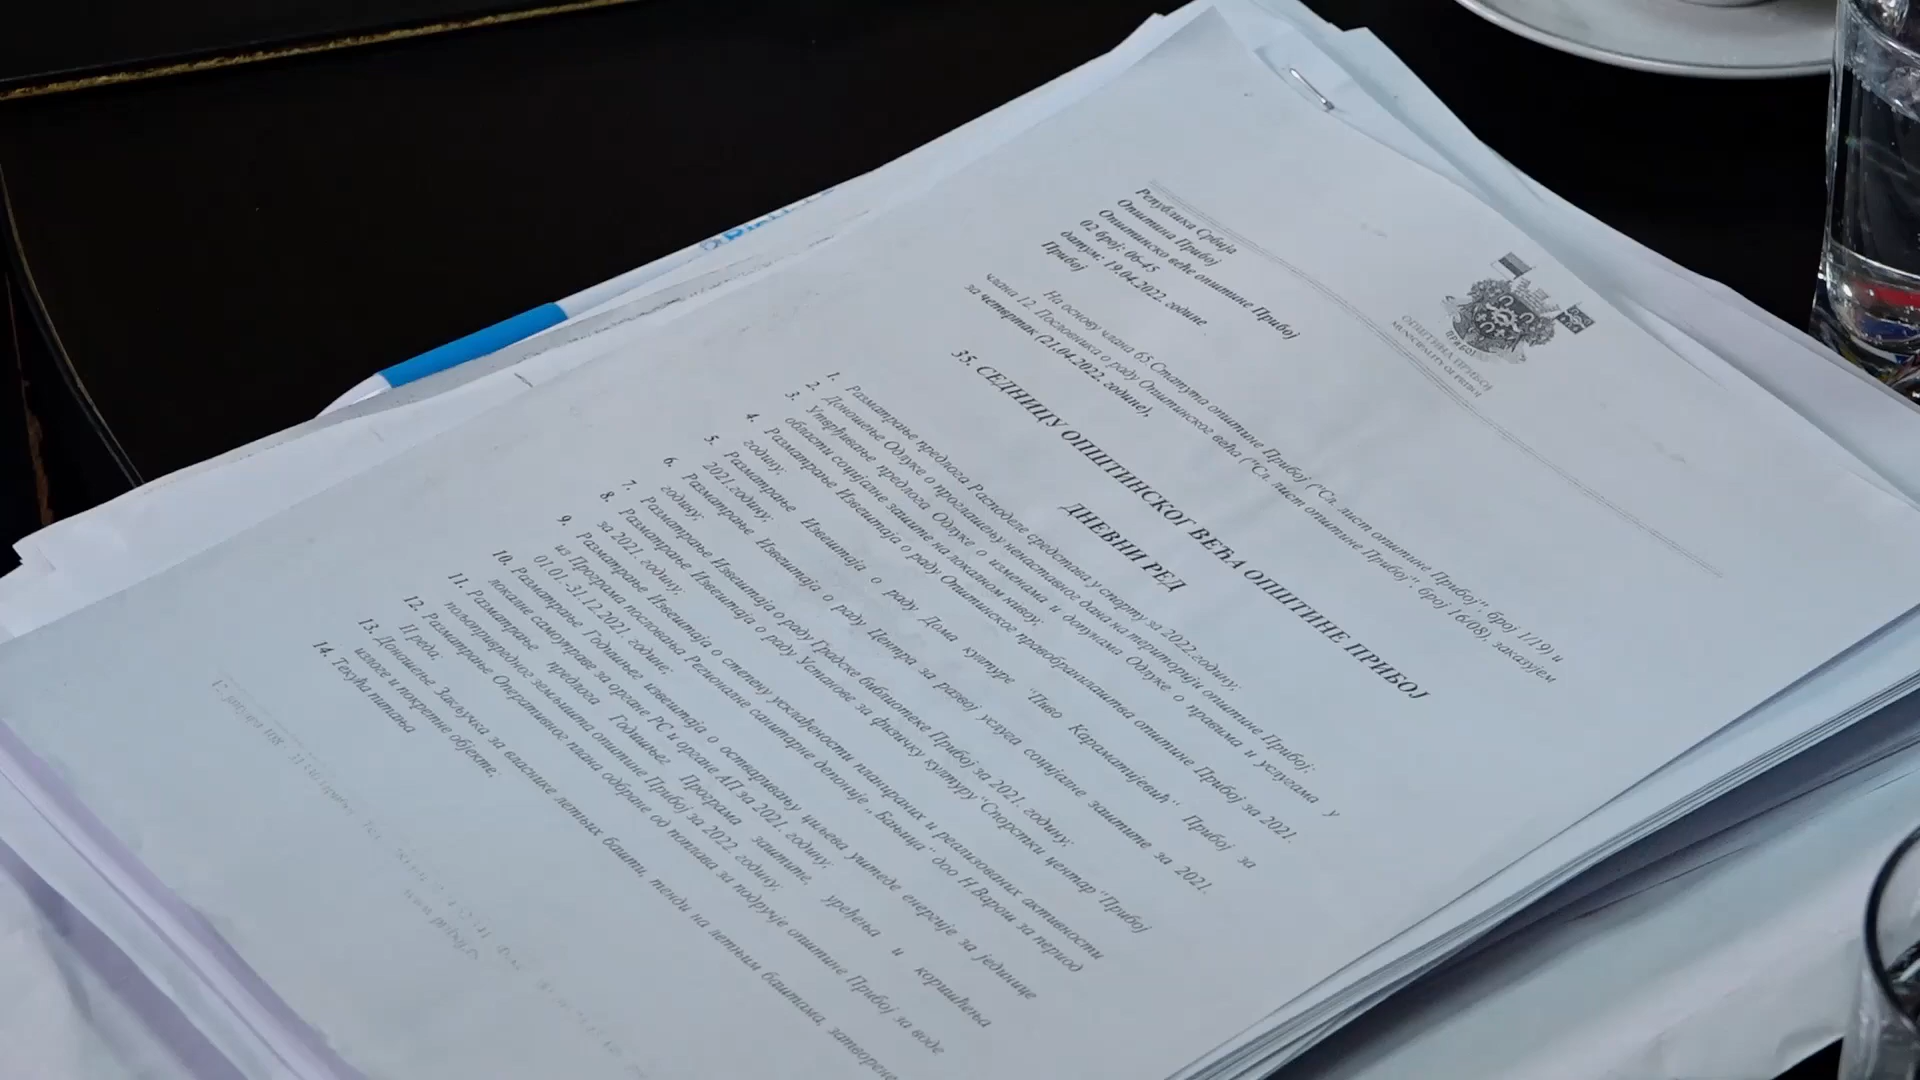 Република Србија
Општина Прибој
Општинско веће општине Прибој
02 број: 06-45
датум: 19.04.2022. године
Прибој
ОПШТИНА ПРИБОЈ
MUNICIPALITY OF PRIBOJ
ПРИБОЈ
На основу члана 65 Статута општине Прибој ("Сл. лист општине Прибој", број 1/19) и
члана 12. Пословника о раду Општинског већа ("Сл. лист општине Прибој", број 16/08), заказујем
за четвртак (21.04.2022. године),
35. СЕДНИЦУ ОПШТИНСКОГ ВЕЋА ОПШТИНЕ ПРИБОЈ
ДНЕВНИ РЕД
1. Разматрање предлога Расподеле средстава у спорту за 2022.годину;
2. Доношење Одлуке о проглашењу ненаставног дана на територији општине Прибој;
3. Утврђивање предлога Одлуке о изменама и допунама Одлуке о правима и услугама у
области социјалне заштите на локалном нивоу;
4. Разматрање Извештаја о раду Општинског правобранилаштва општине Прибој за 2021.
годину;
5. Разматрање Извештаја о раду Дома културе "Пиво Караматијевић" Прибој за
2021.годину;
6. Разматрање Извештаја о раду Центра за развој услуга социјалне заштите за 2021.
годину;
7. Разматрање Извештаја о раду Градске библиотеке Прибој за 2021. годину;
8. Разматрање Извештаја о раду Установе за физичку културу "Спортски центар "Прибој
за 2021. годину;
9. Разматрање Извештаја о степену усклађености планираних и реализованих активности
из Програма пословања Регионалне санитарне депоније ,, Бањица" доо Н.Варош за период
01.01.-31.12.2021. године;
10. Разматрање Годишњег извештаја о остваривању циљева уштеде енергије за јединице
локалне самоуправе за органе РС и органе АП за 2021. годину;
11. Разматрање предлога Годишњег Програма заштите, уређења и коришћења
пољопривредног земљишта општине Прибој за 2022. годину;
12. Разматрање Оперативног плана одбране од поплава за подручје општине Прибој за воде
II реда;
13. Доношење Закључка за власнике летњих башти, тенди на летњим баштама, затворене
излоге и покретне објекте;
14. Текућа питања